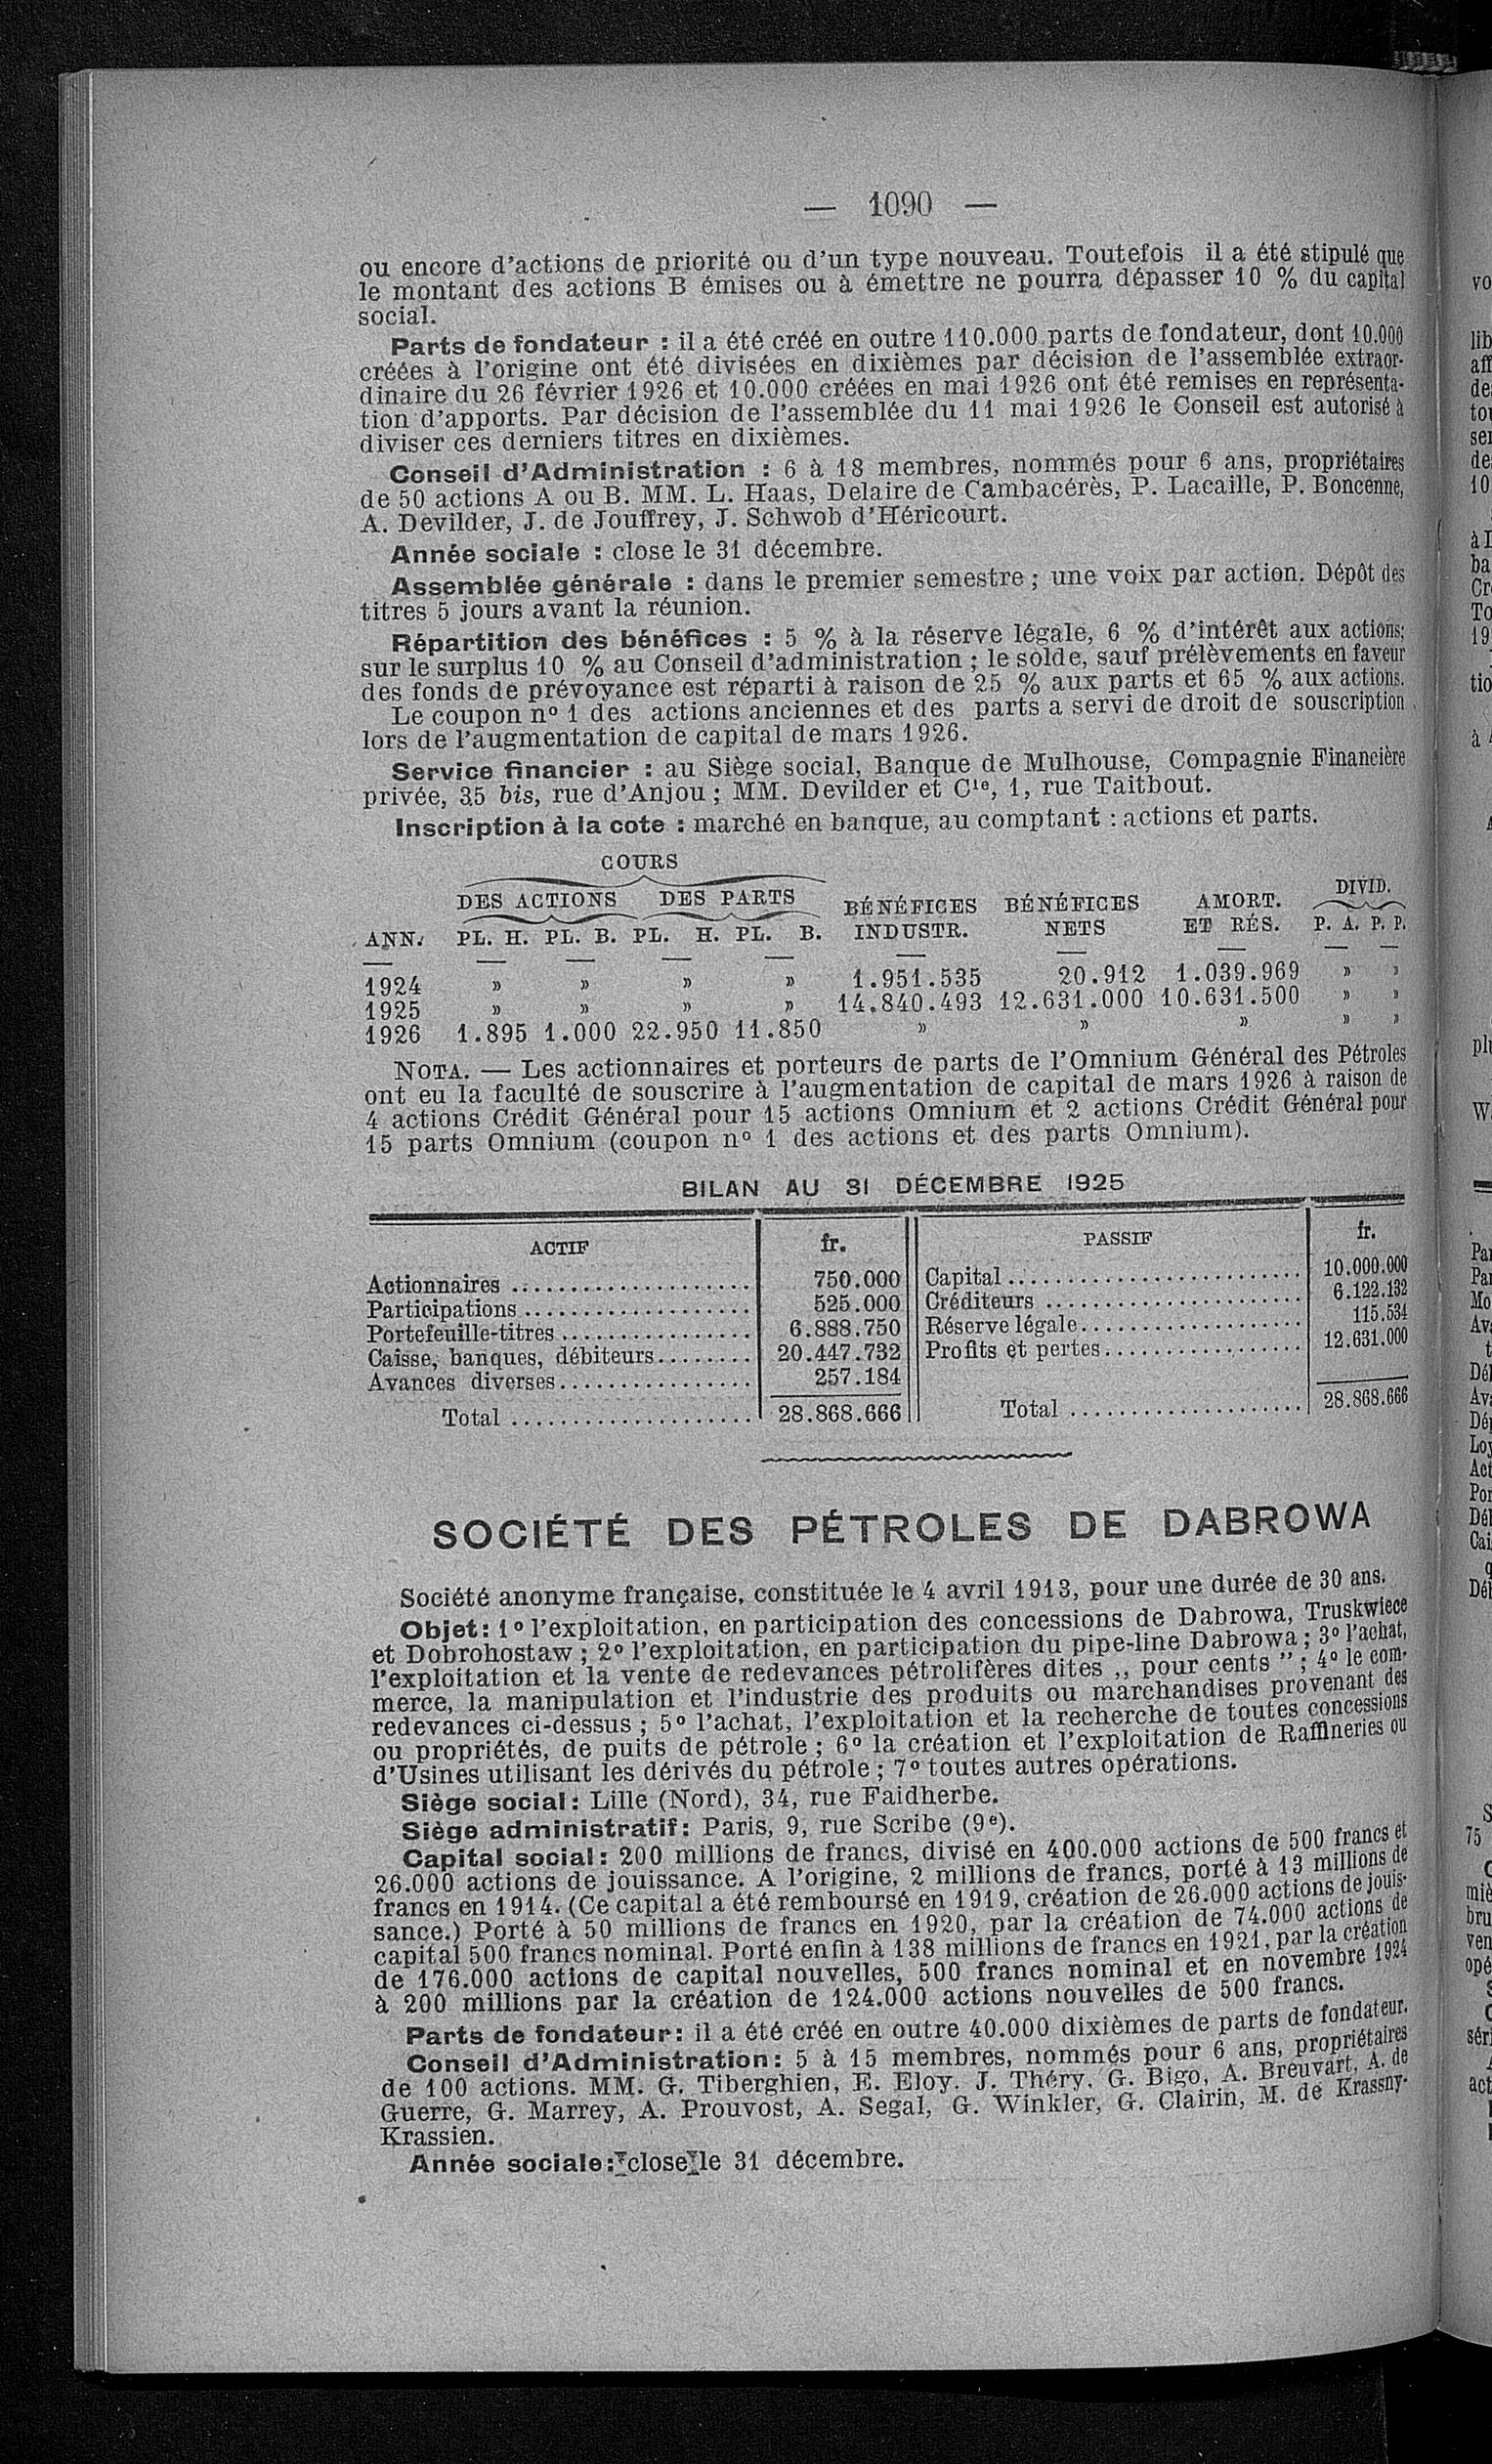 — 1090 —
ou encore d'actions de priorité ou d'un type nouveau. Toutefois il a été stipulé que
le montant des actions B émises ou à émettre ne pourra dépasser 10 % du capital
social.
Parts de fondateur : il a été créé en outre 110.000 parts de fondateur, dont 10.000
créées à l'origine ont été divisées en dixièmes par décision de l'assemblée extraor-
dinaire du 26 février 1926 et 10.000 créées en mai 1926 ont été remises en représenta-
tion d'apports. Par décision de l'assemblée du 11 mai 1926 le Conseil est autorisé à
diviser ces derniers titres en dixièmes.
Conseil d'Administration : 6 à 18 membres, nommés pour 6 ans, propriétaires
de 50 actions A ou B. MM. L. Haas, Delaire de Cambacérès, P. Lacaille, P. Boncenne,
A. Devilder, J. de Jouffrey, J. Schwob d'Héricourt.
Année sociale : close le 31 décembre.
Assemblée générale : dans le premier semestre ; une voix par action. Dépôt des
titres 5 jours avant la réunion.
Répartition des bénéfices : 5 % à la réserve légale, 6 % d'intérêt aux actions;
sur le surplus 10 % au Conseil d'administration ; le solde, sauf prélèvements en faveur
des fonds de prévoyance est réparti à raison de 25 % aux parts et 65 % aux actions.
Le coupon nº 1 des actions anciennes et des parts a servi de droit de souscription
lors de l'augmentation de capital de mars 1926.
Service financier : au Siège social, Banque de Mulhouse, Compagnie Financière
privée, 35 bis, rue d'Anjou ; MM. Devilder et Cie, 1, rue Taitbout.
Inscription à la cote : marché en banque, au comptant : actions et parts.
COURS
DES ACTIONS DES PARTS BÉNÉFICES BÉNÉFICES AMORT. DIVID.
ANN. PL. H. PL. B. PL. H. PL. B. INDUSTR. NETS ET RÉS. P. A. P. P.
1924 » » » » 1.951.535 20.912 1.039.969 » »
1925 » » » » 14.840.493 12.631.000 10.631.500 » »
1926 1.895 1.000 22.950 11.850 » » » » »
NOTA. — Les actionnaires et porteurs de parts de l'Omnium Général des Pétroles
ont eu la faculté de souscrire à l'augmentation de capital de mars 1926 à raison de
4 actions Crédit Général pour 15 actions Omnium et 2 actions Crédit Général pour
15 parts Omnium (coupon nº 1 des actions et des parts Omnium).
BILAN AU 31 DÉCEMBRE 1925
ACTIF fr. PASSIF fr.
Actionnaires .................... 750.000 Capital ........................ 10.000.000
Participations ................... 525.000 Créditeurs ..................... 6.122.132
Portefeuille-titres ................ 6.888.750 Réserve légale.................. 115.534
Caisse, banques, débiteurs........ 20.447.732 Profits et pertes................ 12.631.000
Avances diverses................ 257.184
Total .................... 28.868.666 Total ................... 28.868.666
SOCIÉTÉ DES PÉTROLES DE DABROWA
Société anonyme française, constituée le 4 avril 1913, pour une durée de 30 ans.
Objet: 1º l'exploitation, en participation des concessions de Dabrowa, Truskwiece
et Dobrohostaw ; 2º l'exploitation, en participation du pipe-line Dabrowa ; 3º l'achat,
l'exploitation et la vente de redevances pétrolifères dites ,, pour cents " ; 4º le com-
merce, la manipulation et l'industrie des produits ou marchandises provenant des
redevances ci-dessus ; 5º l'achat, l'exploitation et la recherche de toutes concessions
ou propriétés, de puits de pétrole ; 6º la création et l'exploitation de Raffineries ou
d'Usines utilisant les dérivés du pétrole ; 7º toutes autres opérations.
Siège social: Lille (Nord), 34, rue Faidherbe.
Siège administratif: Paris, 9, rue Scribe (9e).
Capital social: 200 millions de francs, divisé en 400.000 actions de 500 francs et
26.000 actions de jouissance. A l'origine, 2 millions de francs, porté à 13 millions de
francs en 1914. (Ce capital a été remboursé en 1919, création de 26.000 actions de jouis-
sance.) Porté à 50 millions de francs en 1920, par la création de 74.000 actions de
capital 500 francs nominal. Porté enfin à 138 millions de francs en 1921, par la création
de 176.000 actions de capital nouvelles, 500 francs nominal et en novembre 1924
à 200 millions par la création de 124.000 actions nouvelles de 500 francs.
Parts de fondateur: il a été créé en outre 40.000 dixièmes de parts de fondateur.
Conseil d'Administration: 5 à 15 membres, nommés pour 6 ans, propriétaires
de 100 actions. MM. G. Tiberghien, E. Eloy. J. Théry. G. Bigo, A. Breuvart, A. de
Guerre, G. Marrey, A. Prouvost, A. Segal, G. Winkler, G. Clairin, M. de Krassny-
Krassien.
Année sociale: close le 31 décembre.